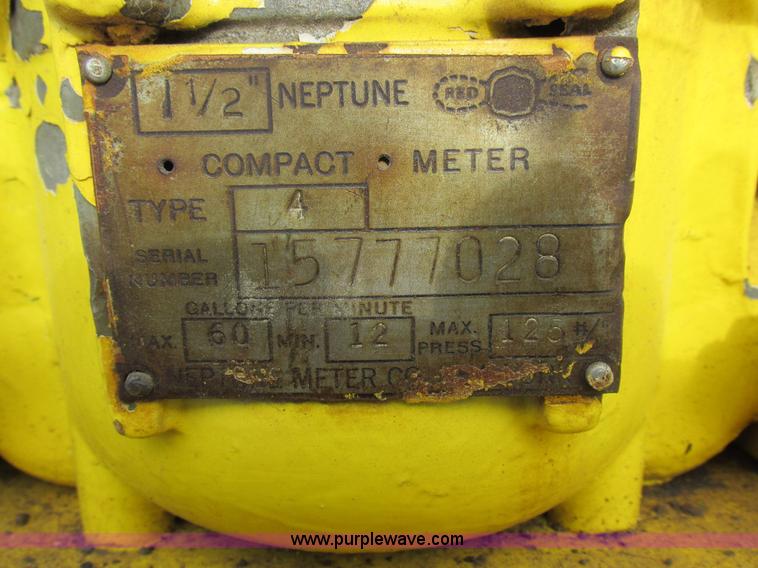 1 1/2" NEPTUNE RED SEAL
COMPACT METER
TYPE 4
SERIAL NUMBER 15777028
GALLONS PER MINUTE
MAX. 60 MIN. 12 MAX. PRESS. 125 #/"
NEPTUNE METER CO.
www.purplewave.com